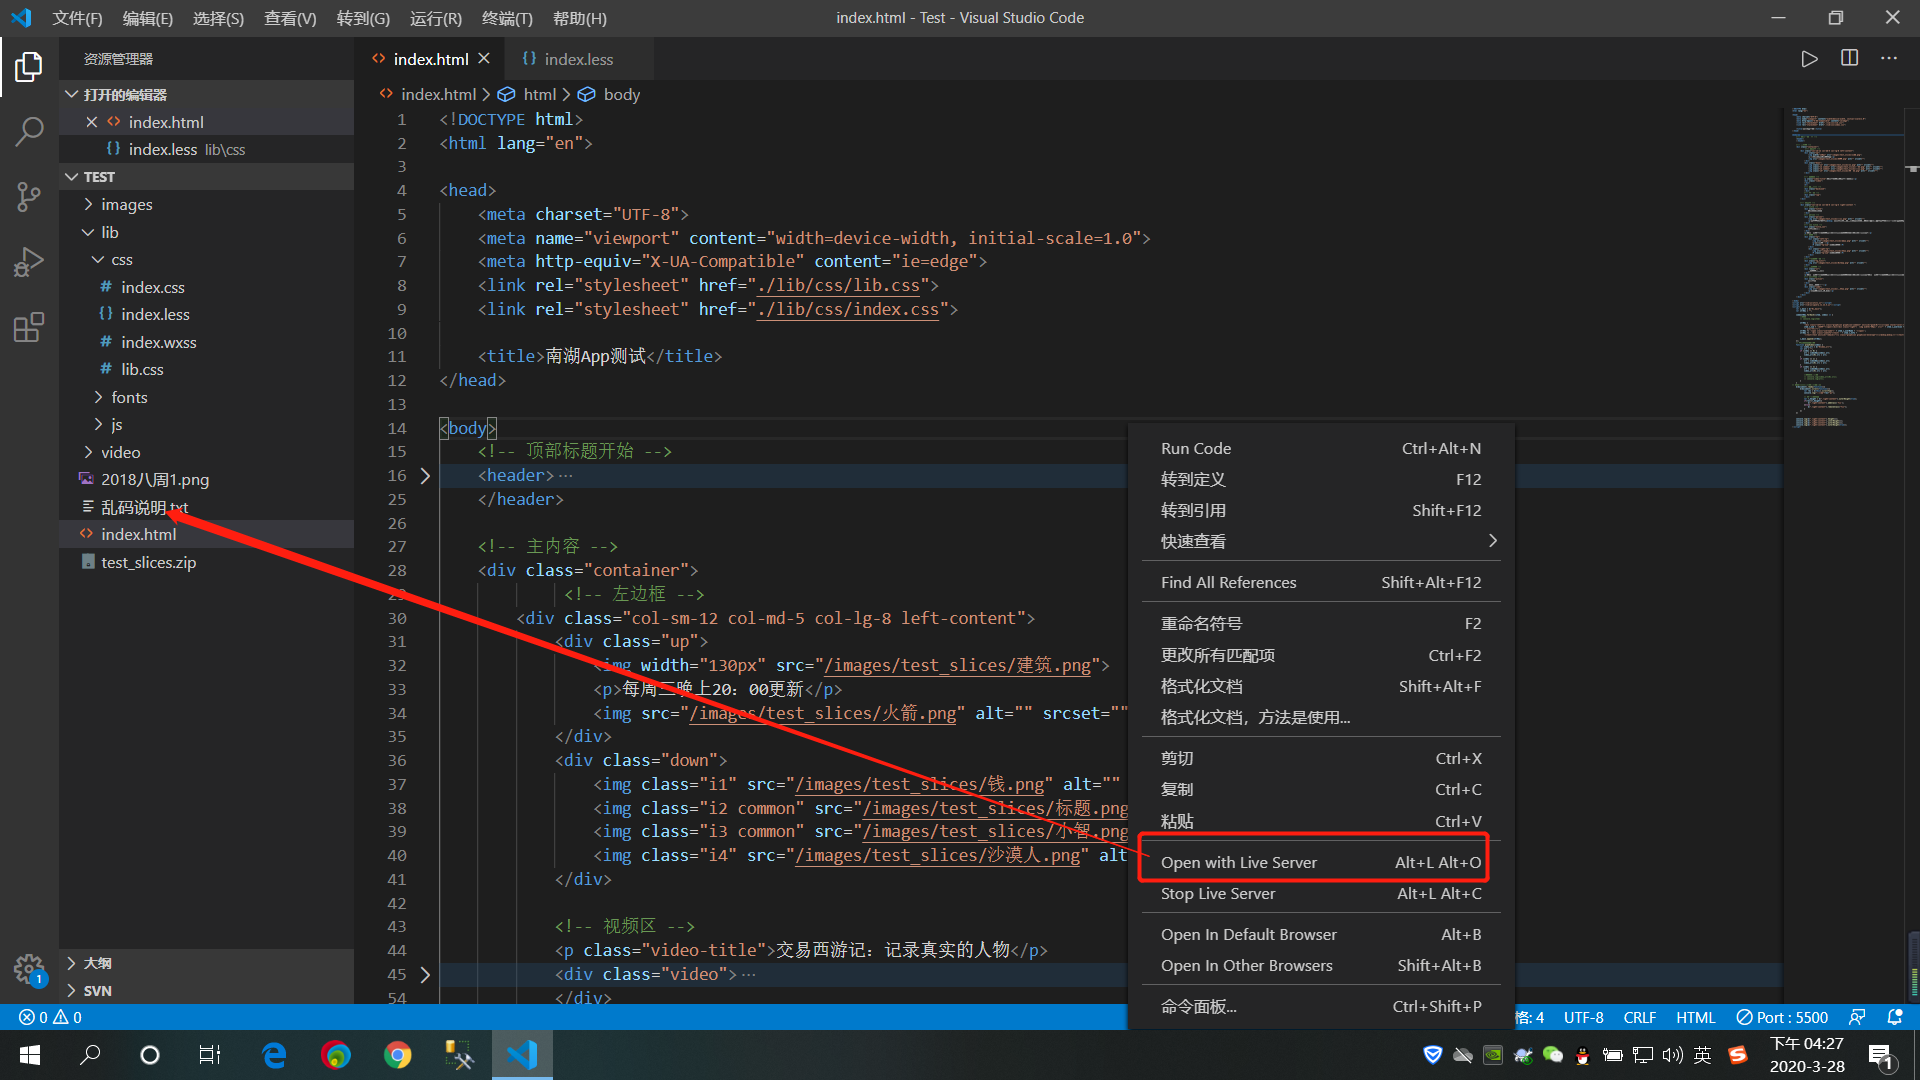 文件(F) 编辑(E) 选择(S) 查看(V) 转到(G) 运行(R) 终端(T) 帮助(H)
index.html - Test - Visual Studio Code
资源管理器
打开的编辑器
index.html
index.less lib\css
TEST
images
lib
css
index.css
index.less
index.wxss
lib.css
fonts
js
video
2018八周1.png
乱码说明.txt
index.html
test_slices.zip
大纲
SVN
index.html
index.less
index.html > html > body
1 <!DOCTYPE html>
2 <html lang="en">
3
4 <head>
5 <meta charset="UTF-8">
6 <meta name="viewport" content="width=device-width, initial-scale=1.0">
7 <meta http-equiv="X-UA-Compatible" content="ie=edge">
8 <link rel="stylesheet" href="./lib/css/lib.css">
9 <link rel="stylesheet" href="./lib/css/index.css">
10
11 <title>南湖App测试</title>
12 </head>
13
14 <body>
15 <!-- 顶部标题开始 -->
16 <header>…
25 </header>
26
27 <!-- 主内容 -->
28 <div class="container">
29 <!-- 左边框 -->
30 <div class="col-sm-12 col-md-5 col-lg-8 left-content">
31 <div class="up">
32 <img width="130px" src="/images/test_slices/建筑.png">
33 <p>每周三晚上20：00更新</p>
34 <img src="/images/test_slices/火箭.png" alt="" srcset=""
35 </div>
36 <div class="down">
37 <img class="i1" src="/images/test_slices/钱.png" alt=""
38 <img class="i2 common" src="/images/test_slices/标题.png
39 <img class="i3 common" src="/images/test_slices/小智.png
40 <img class="i4" src="/images/test_slices/沙漠人.png" alt
41 </div>
42
43 <!-- 视频区 -->
44 <p class="video-title">交易西游记：记录真实的人物</p>
45 <div class="video">…
54 </div>
Run Code Ctrl+Alt+N
转到定义 F12
转到引用 Shift+F12
快速查看
Find All References Shift+Alt+F12
重命名符号 F2
更改所有匹配项 Ctrl+F2
格式化文档 Shift+Alt+F
格式化文档，方法是使用...
剪切 Ctrl+X
复制 Ctrl+C
粘贴 Ctrl+V
Open with Live Server Alt+L Alt+O
Stop Live Server Alt+L Alt+C
Open In Default Browser Alt+B
Open In Other Browsers Shift+Alt+B
命令面板... Ctrl+Shift+P
1
0 0
格: 4 UTF-8 CRLF HTML Port : 5500
英
下午 04:27
2020-3-28
1